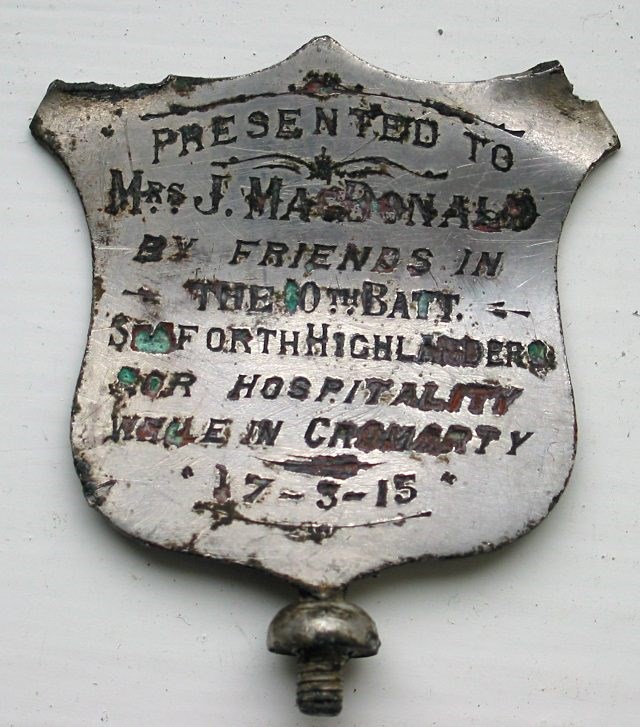 PRESENTED TO
MRS J. MACDONALD
BY FRIENDS IN
THE 10TH BATT.
SEAFORTH HIGHLANDERS
FOR HOSPITALITY
WHILE IN CROMARTY
17-3-15